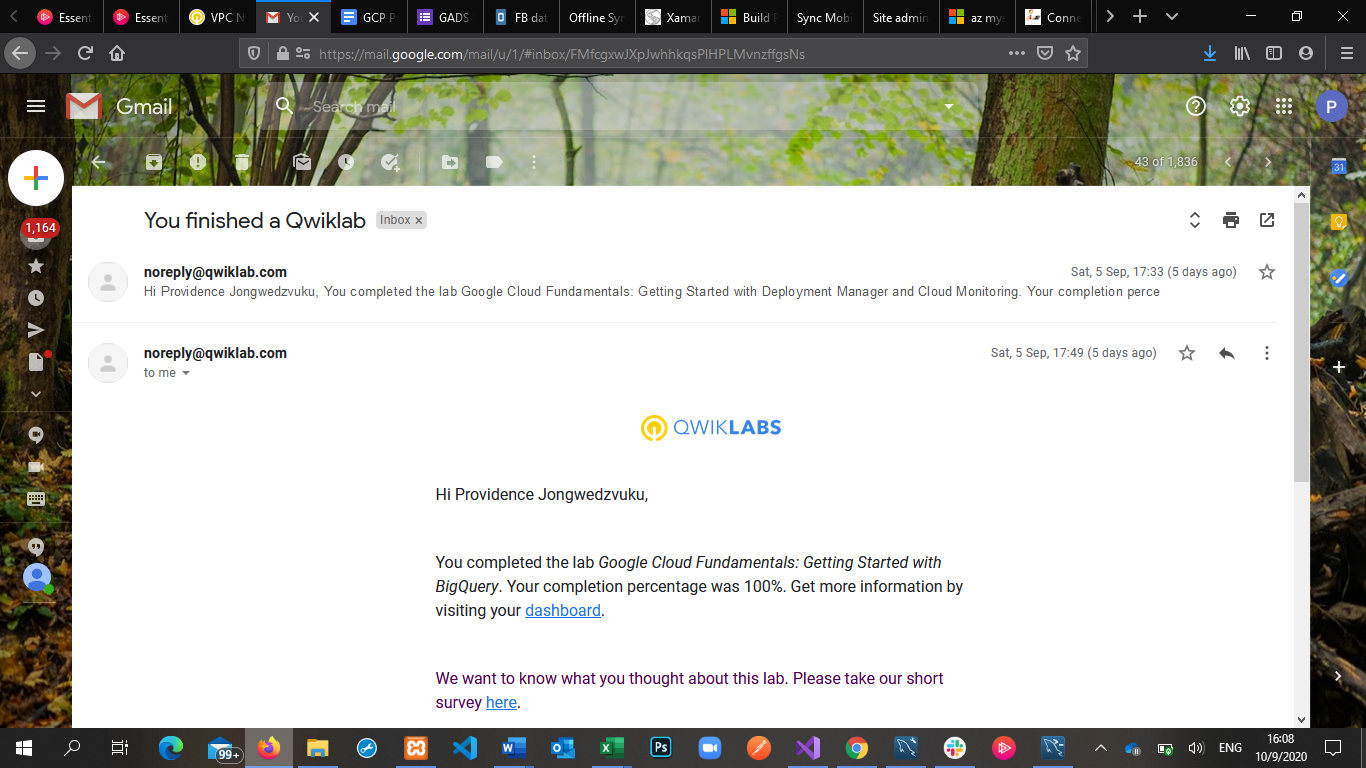 Essent
Essent
VPC N
You
GCP P
GADS
FB dat
Offline Syn
Xamar
Build P
Sync Mobi
Site admin
az mys
Conne
https://mail.google.com/mail/u/1/#inbox/FMfcgxwJXpJwhhkqsPlHPLMvnzffgsNs
Gmail
Search mail
P
43 of 1,836
31
1,164
You finished a Qwiklab Inbox ×
noreply@qwiklab.com Sat, 5 Sep, 17:33 (5 days ago)
Hi Providence Jongwedzvuku, You completed the lab Google Cloud Fundamentals: Getting Started with Deployment Manager and Cloud Monitoring. Your completion perce
noreply@qwiklab.com Sat, 5 Sep, 17:49 (5 days ago)
to me
QWIKLABS
Hi Providence Jongwedzvuku,
You completed the lab Google Cloud Fundamentals: Getting Started with
BigQuery. Your completion percentage was 100%. Get more information by
visiting your dashboard.
We want to know what you thought about this lab. Please take our short
survey here.
99+
Ps
ENG
16:08
10/9/2020